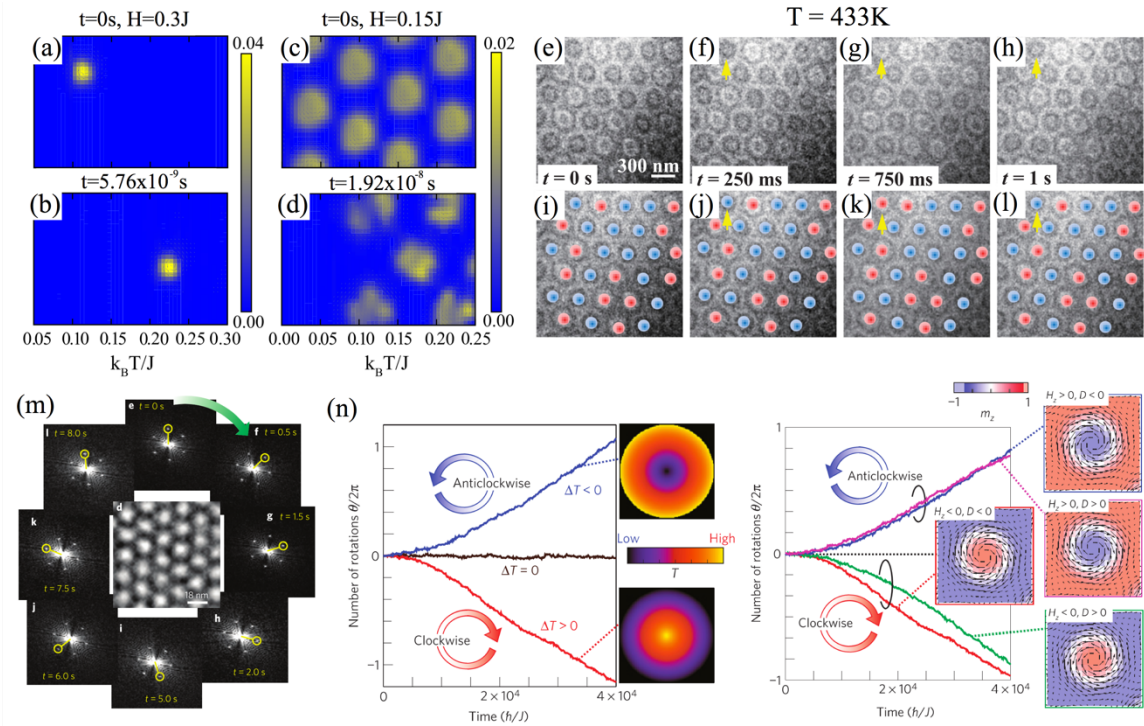 t=0s, H=0.3J
t=0s, H=0.15J
T = 433K
(a)
0.04
(c)
0.02
(e)
(f)
(g)
(h)
300 nm
t = 0 s
t = 250 ms
t = 750 ms
t = 1 s
t=5.76x10⁻⁹s
t=1.92x10⁻⁸s
(b)
0.00
(d)
0.00
(i)
(j)
(k)
(l)
0.05 0.10 0.15 0.20 0.25 0.30
0.00 0.05 0.10 0.15 0.20 0.25
k_BT/J
k_BT/J
(m)
e t=0 s
l t = 8.0 s
f t = 0.5 s
k
t = 7.5 s
d
18 nm
g
t = 1.5 s
j
t = 6.0 s
i
t = 5.0 s
h
t = 2.0 s
(n)
Number of rotations θ/2π
1
0
−1
Anticlockwise
ΔT < 0
ΔT = 0
Clockwise
ΔT > 0
Low
High
T
0
2 × 10⁴
4 × 10⁴
Time (ℏ/J)
−1
1
m_z
Number of rotations θ/2π
1
0
−1
Anticlockwise
Clockwise
H_z > 0, D < 0
H_z < 0, D < 0
H_z > 0, D > 0
H_z < 0, D > 0
0
2 × 10⁴
4 × 10⁴
Time (ℏ/J)